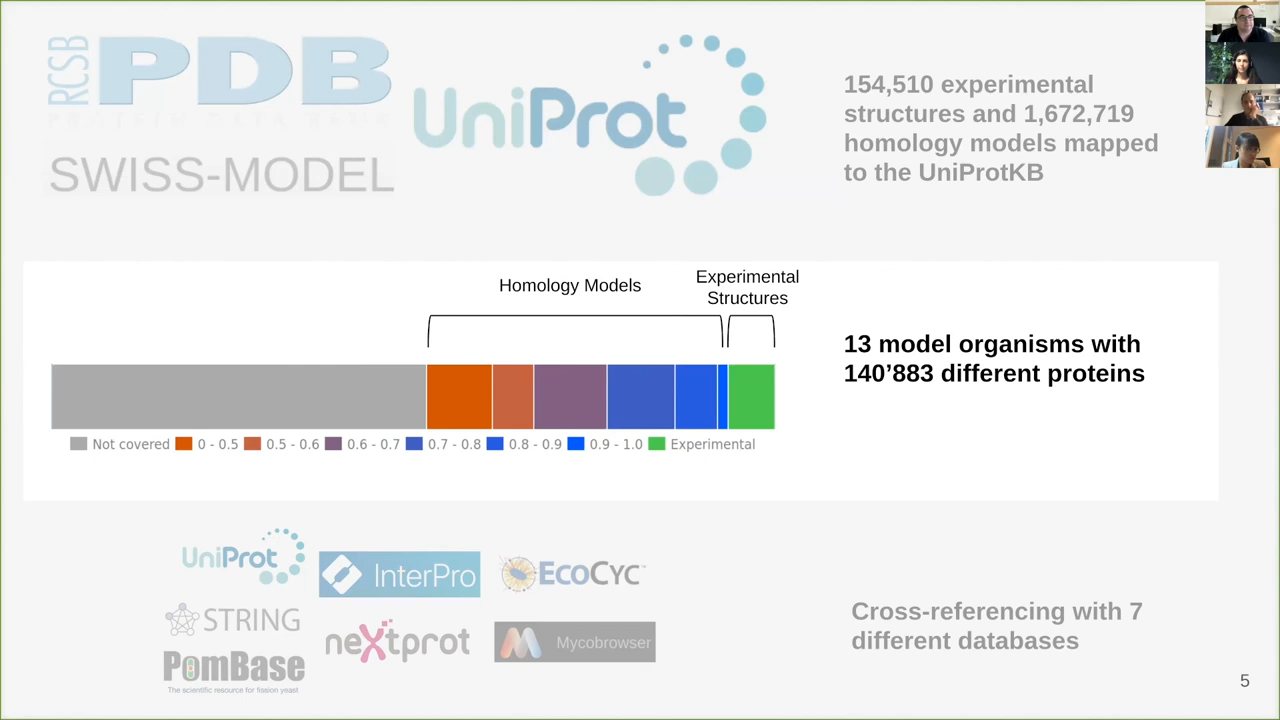 RCSB PDB
PROTEIN DATA BANK
SWISS-MODEL
UniProt
154,510 experimental
structures and 1,672,719
homology models mapped
to the UniProtKB
Homology Models
Experimental
Structures
13 model organisms with
140’883 different proteins
Not covered 0 - 0.5 0.5 - 0.6 0.6 - 0.7 0.7 - 0.8 0.8 - 0.9 0.9 - 1.0 Experimental
UniProt
InterPro
EcoCyc™
STRING
neXtprot
Mycobrowser
PomBase
The scientific resource for fission yeast
Cross-referencing with 7
different databases
5